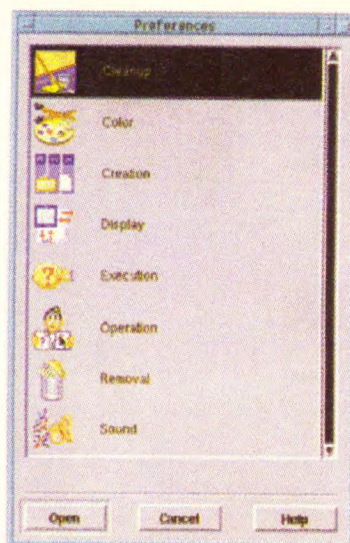 Preferences
Cleanup
Color
Creation
Display
Execution
Operation
Removal
Sound
Open
Cancel
Help